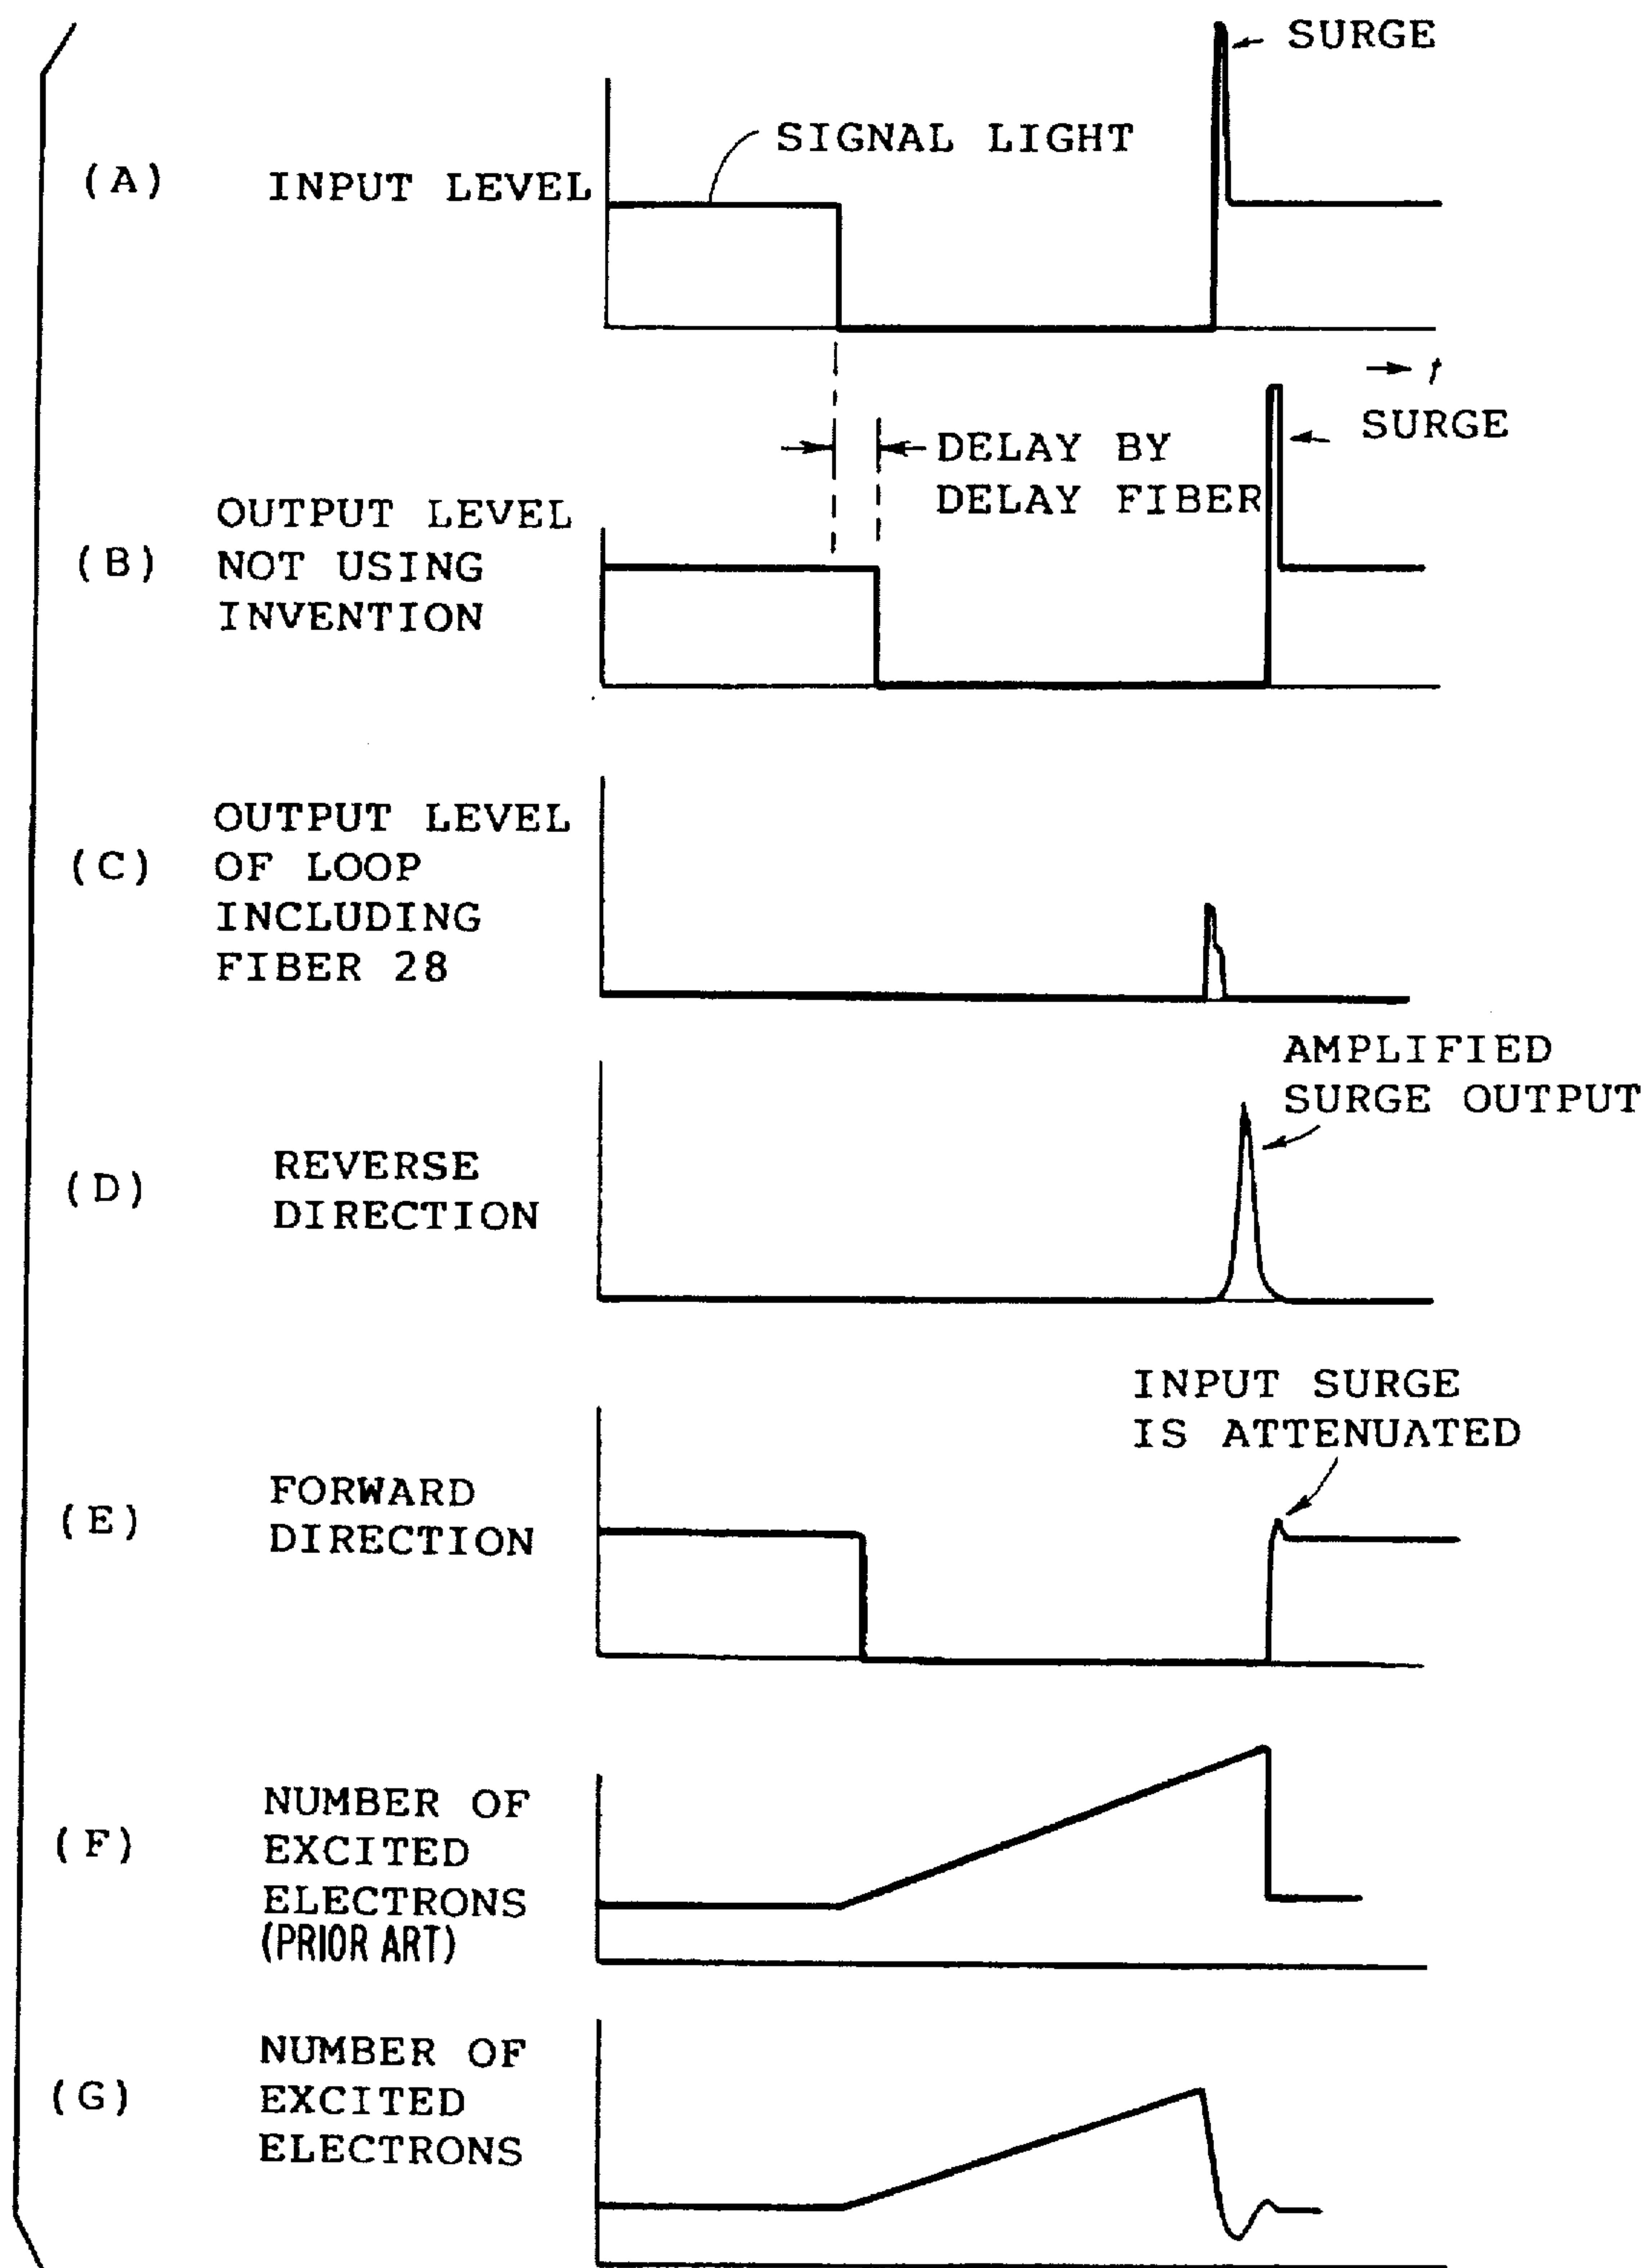 SURGE
SIGNAL LIGHT
(A) INPUT LEVEL
t
SURGE
DELAY BY
DELAY FIBER
OUTPUT LEVEL
(B) NOT USING
INVENTION
OUTPUT LEVEL
(C) OF LOOP
INCLUDING
FIBER 28
AMPLIFIED
SURGE OUTPUT
REVERSE
(D)
DIRECTION
INPUT SURGE
IS ATTENUATED
FORWARD
(E)
DIRECTION
NUMBER OF
(F) EXCITED
ELECTRONS
(PRIOR ART)
NUMBER OF
(G) EXCITED
ELECTRONS